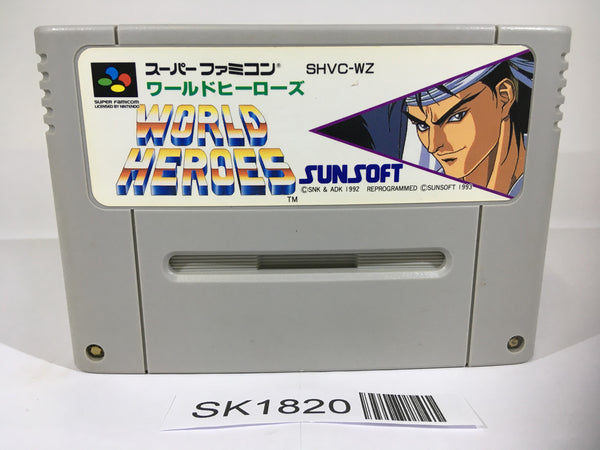 スーパーファミコン® SHVC-WZ
SUPER FAMICOM
LICENSED BY NINTENDO
ワールドヒーローズ
WORLD
HEROES
TM
SUNSOFT
©SNK & ADK 1992 REPROGRAMMED ©SUNSOFT 1993
SK1820